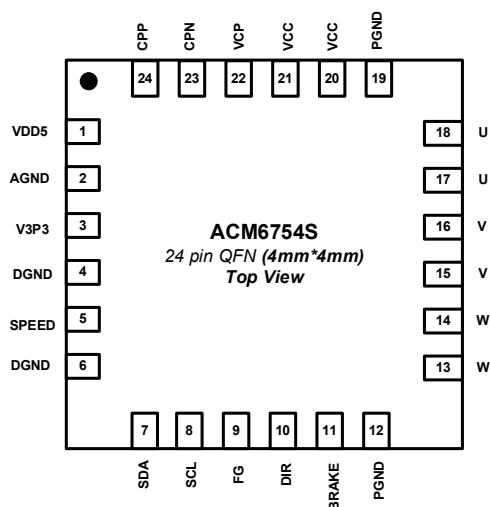 CPP CPN VCP VCC VCC PGND
24 23 22 21 20 19
VDD5 1
AGND 2
V3P3 3
DGND 4
SPEED 5
DGND 6
18 U
17 U
16 V
15 V
14 W
13 W
ACM6754S
24 pin QFN (4mm*4mm)
Top View
7 8 9 10 11 12
SDA SCL FG DIR BRAKE PGND